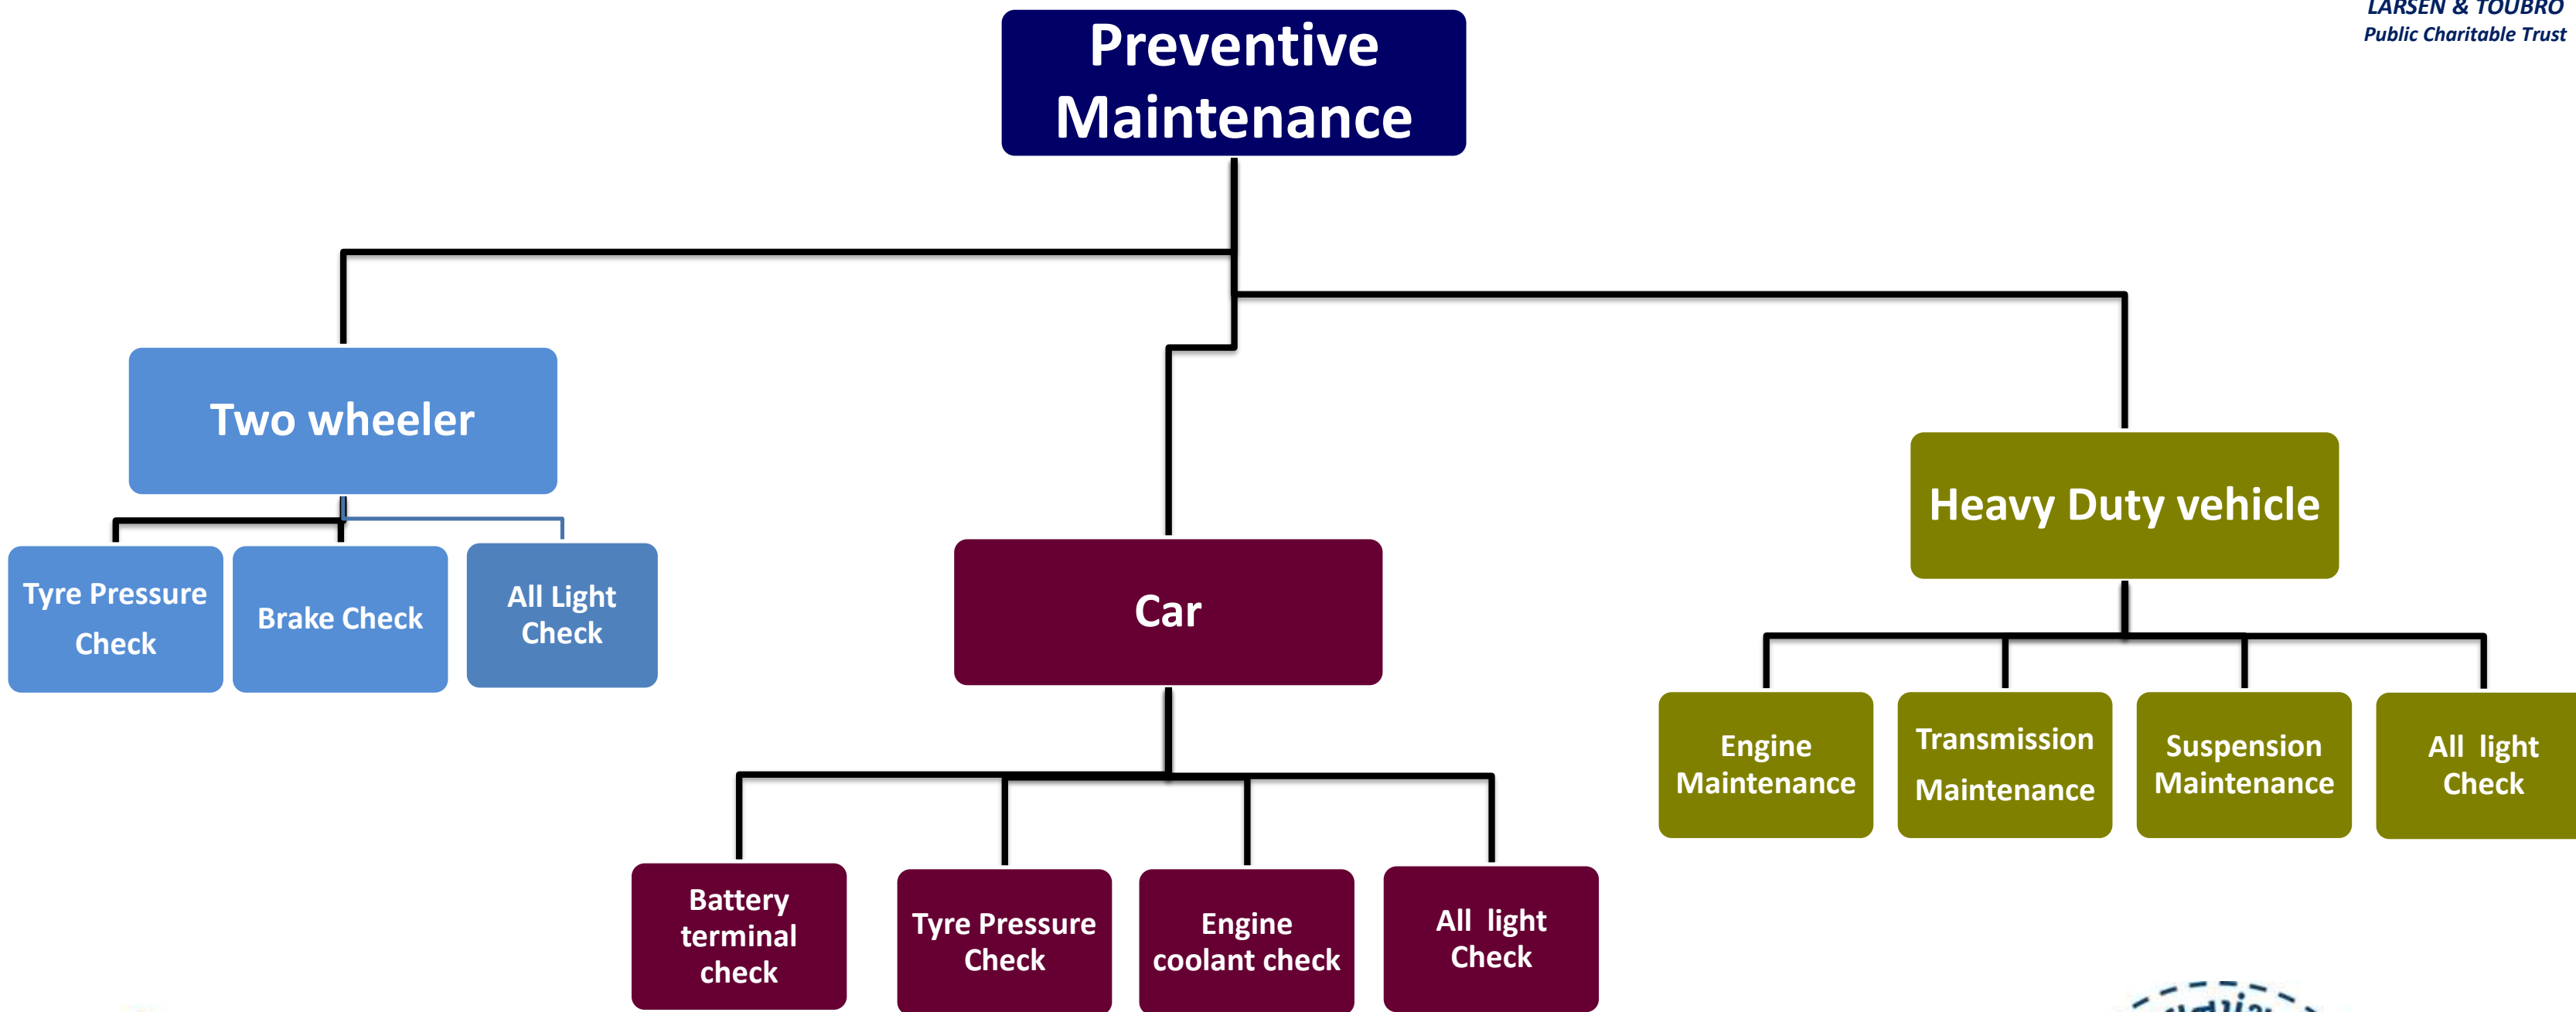 LARSEN & TOUBRO
Public Charitable Trust
Preventive
Maintenance
Two wheeler
Heavy Duty vehicle
Car
Tyre Pressure
Check
Brake Check
All Light
Check
Engine
Maintenance
Transmission
Maintenance
Suspension
Maintenance
All light
Check
Battery
terminal
check
Tyre Pressure
Check
Engine
coolant check
All light
Check